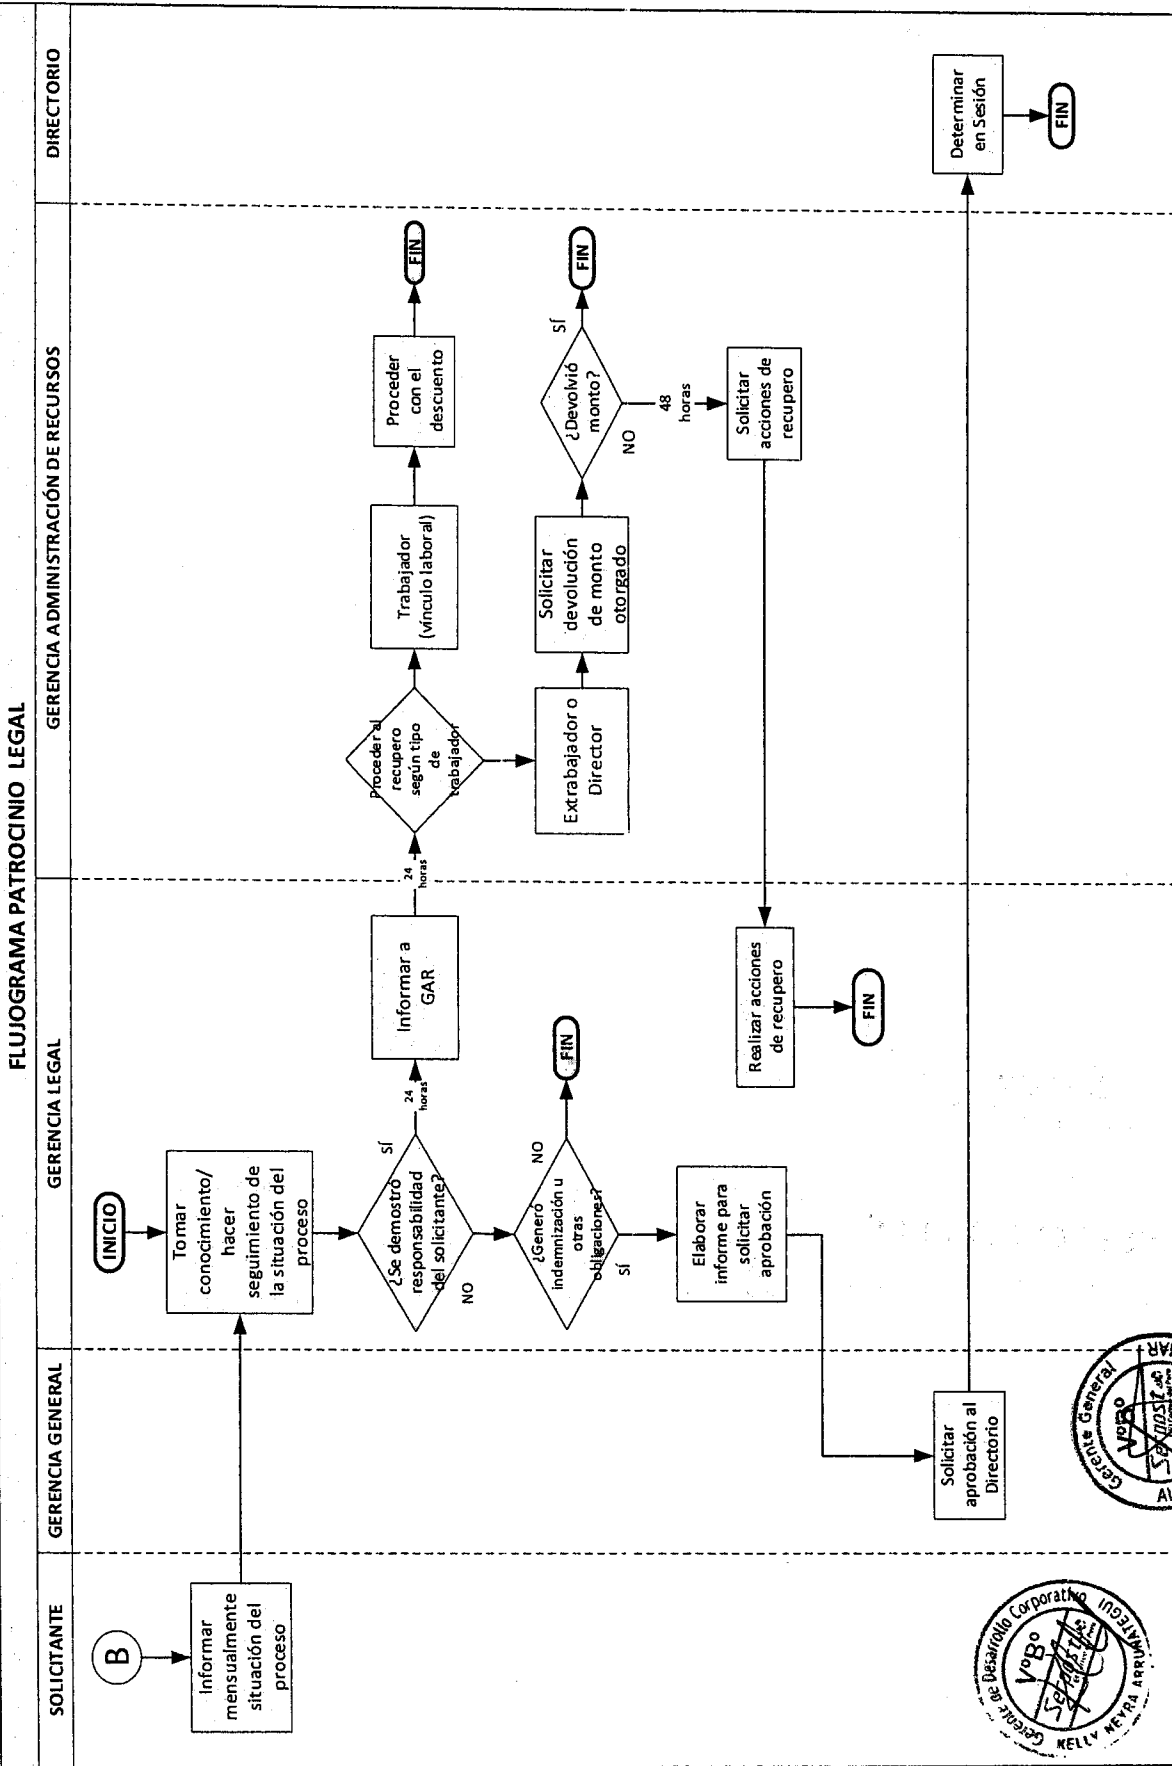 FLUJOGRAMA PATROCINIO LEGAL
SOLICITANTE
GERENCIA GENERAL
GERENCIA LEGAL
GERENCIA ADMINISTRACIÓN DE RECURSOS
DIRECTORIO
B
Informar
mensualmente
situación del
proceso
INICIO
Tomar
conocimiento/
hacer
seguimiento de
la situación del
proceso
¿Se demostró
responsabilidad
del solicitante?
SÍ
NO
24
horas
Informar a
GAR
24
horas
Proceder al
recupero
según tipo
de
trabajador
Trabajador
(vínculo laboral)
Proceder
con el
descuento
FIN
¿Generó
indemnización u
otras
obligaciones?
NO
SÍ
FIN
Extrabajador o
Director
Solicitar
devolución
de monto
otorgado
¿Devolvió
monto?
SÍ
FIN
NO
48
horas
Solicitar
acciones de
recupero
Elaborar
informe para
solicitar
aprobación
Realizar acciones
de recupero
FIN
Solicitar
aprobación al
Directorio
Determinar
en Sesión
FIN
Gerente de Desarrollo Corporativo
VºBº
Serpost
KELLY NEYRA ARRUNATEGUI
Gerente General
VºBº
Serpost